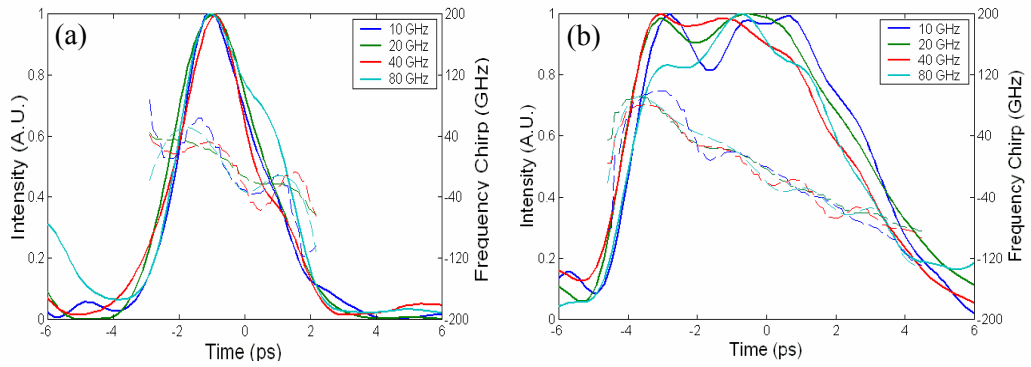 (a)
10 GHz
20 GHz
40 GHz
80 GHz
1
0.8
0.6
0.4
0.2
0
200
120
40
-40
-120
-200
-6
-4
-2
0
2
4
6
Intensity (A.U.)
Frequency Chirp (GHz)
Time (ps)
(b)
10 GHz
20 GHz
40 GHz
80 GHz
1
0.8
0.6
0.4
0.2
0
200
120
40
-40
-120
-200
-6
-4
-2
0
2
4
6
Intensity (A.U.)
Frequency Chirp (GHz)
Time (ps)